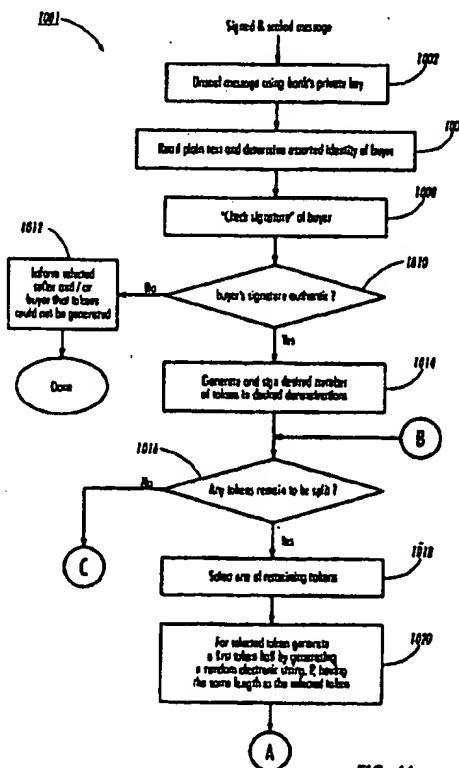 1001
Signed & sealed message
Unseal message using bank's private key
1002
Read plain text and determine asserted identity of buyer
"Check signature" of buyer
1008
1012
Inform selected
seller and / or
buyer that tokens
could not be generated
No
buyer's signature authentic ?
1010
Done
Yes
Generate and sign desired number
of tokens in desired denominations
1014
B
1016
No
Any tokens remain to be split ?
C
Yes
Select one of remaining tokens
1018
For selected token generate
a first token half by generating
a random electronic string, P, having
the same length as the selected token
1020
A